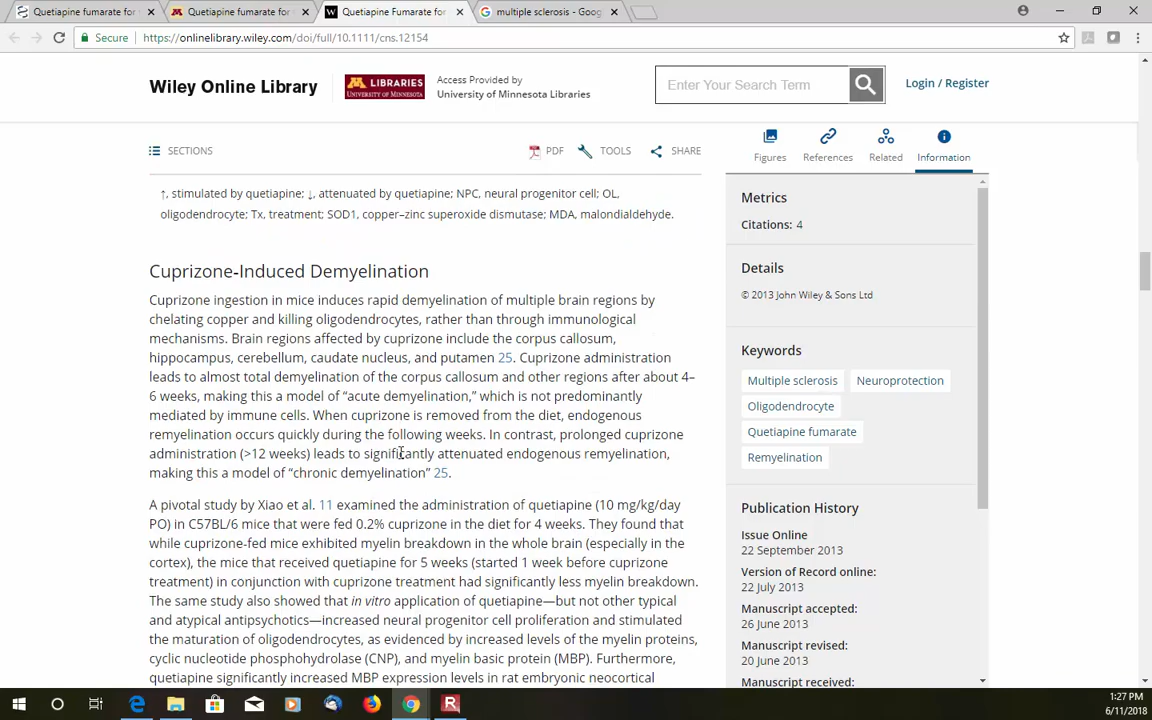 Quetiapine fumarate for
Quetiapine fumarate for
Quetiapine Fumarate for
multiple sclerosis - Goog
Secure
https://onlinelibrary.wiley.com/doi/full/10.1111/cns.12154
Wiley Online Library
LIBRARIES
UNIVERSITY OF MINNESOTA
Access Provided by
University of Minnesota Libraries
Enter Your Search Term
Login / Register
SECTIONS
PDF
TOOLS
SHARE
Figures
References
Related
Information
↑, stimulated by quetiapine; ↓, attenuated by quetiapine; NPC, neural progenitor cell; OL,
oligodendrocyte; Tx, treatment; SOD1, copper–zinc superoxide dismutase; MDA, malondialdehyde.
Cuprizone-Induced Demyelination
Cuprizone ingestion in mice induces rapid demyelination of multiple brain regions by
chelating copper and killing oligodendrocytes, rather than through immunological
mechanisms. Brain regions affected by cuprizone include the corpus callosum,
hippocampus, cerebellum, caudate nucleus, and putamen 25. Cuprizone administration
leads to almost total demyelination of the corpus callosum and other regions after about 4–
6 weeks, making this a model of “acute demyelination,” which is not predominantly
mediated by immune cells. When cuprizone is removed from the diet, endogenous
remyelination occurs quickly during the following weeks. In contrast, prolonged cuprizone
administration (>12 weeks) leads to significantly attenuated endogenous remyelination,
making this a model of “chronic demyelination” 25.
A pivotal study by Xiao et al. 11 examined the administration of quetiapine (10 mg/kg/day
PO) in C57BL/6 mice that were fed 0.2% cuprizone in the diet for 4 weeks. They found that
while cuprizone-fed mice exhibited myelin breakdown in the whole brain (especially in the
cortex), the mice that received quetiapine for 5 weeks (started 1 week before cuprizone
treatment) in conjunction with cuprizone treatment had significantly less myelin breakdown.
The same study also showed that in vitro application of quetiapine—but not other typical
and atypical antipsychotics—increased neural progenitor cell proliferation and stimulated
the maturation of oligodendrocytes, as evidenced by increased levels of the myelin proteins,
cyclic nucleotide phosphohydrolase (CNP), and myelin basic protein (MBP). Furthermore,
quetiapine significantly increased MBP expression levels in rat embryonic neocortical
Metrics
Citations: 4
Details
© 2013 John Wiley & Sons Ltd
Keywords
Multiple sclerosis
Neuroprotection
Oligodendrocyte
Quetiapine fumarate
Remyelination
Publication History
Issue Online
22 September 2013
Version of Record online:
22 July 2013
Manuscript accepted:
26 June 2013
Manuscript revised:
20 June 2013
Manuscript received:
1:27 PM
6/11/2018